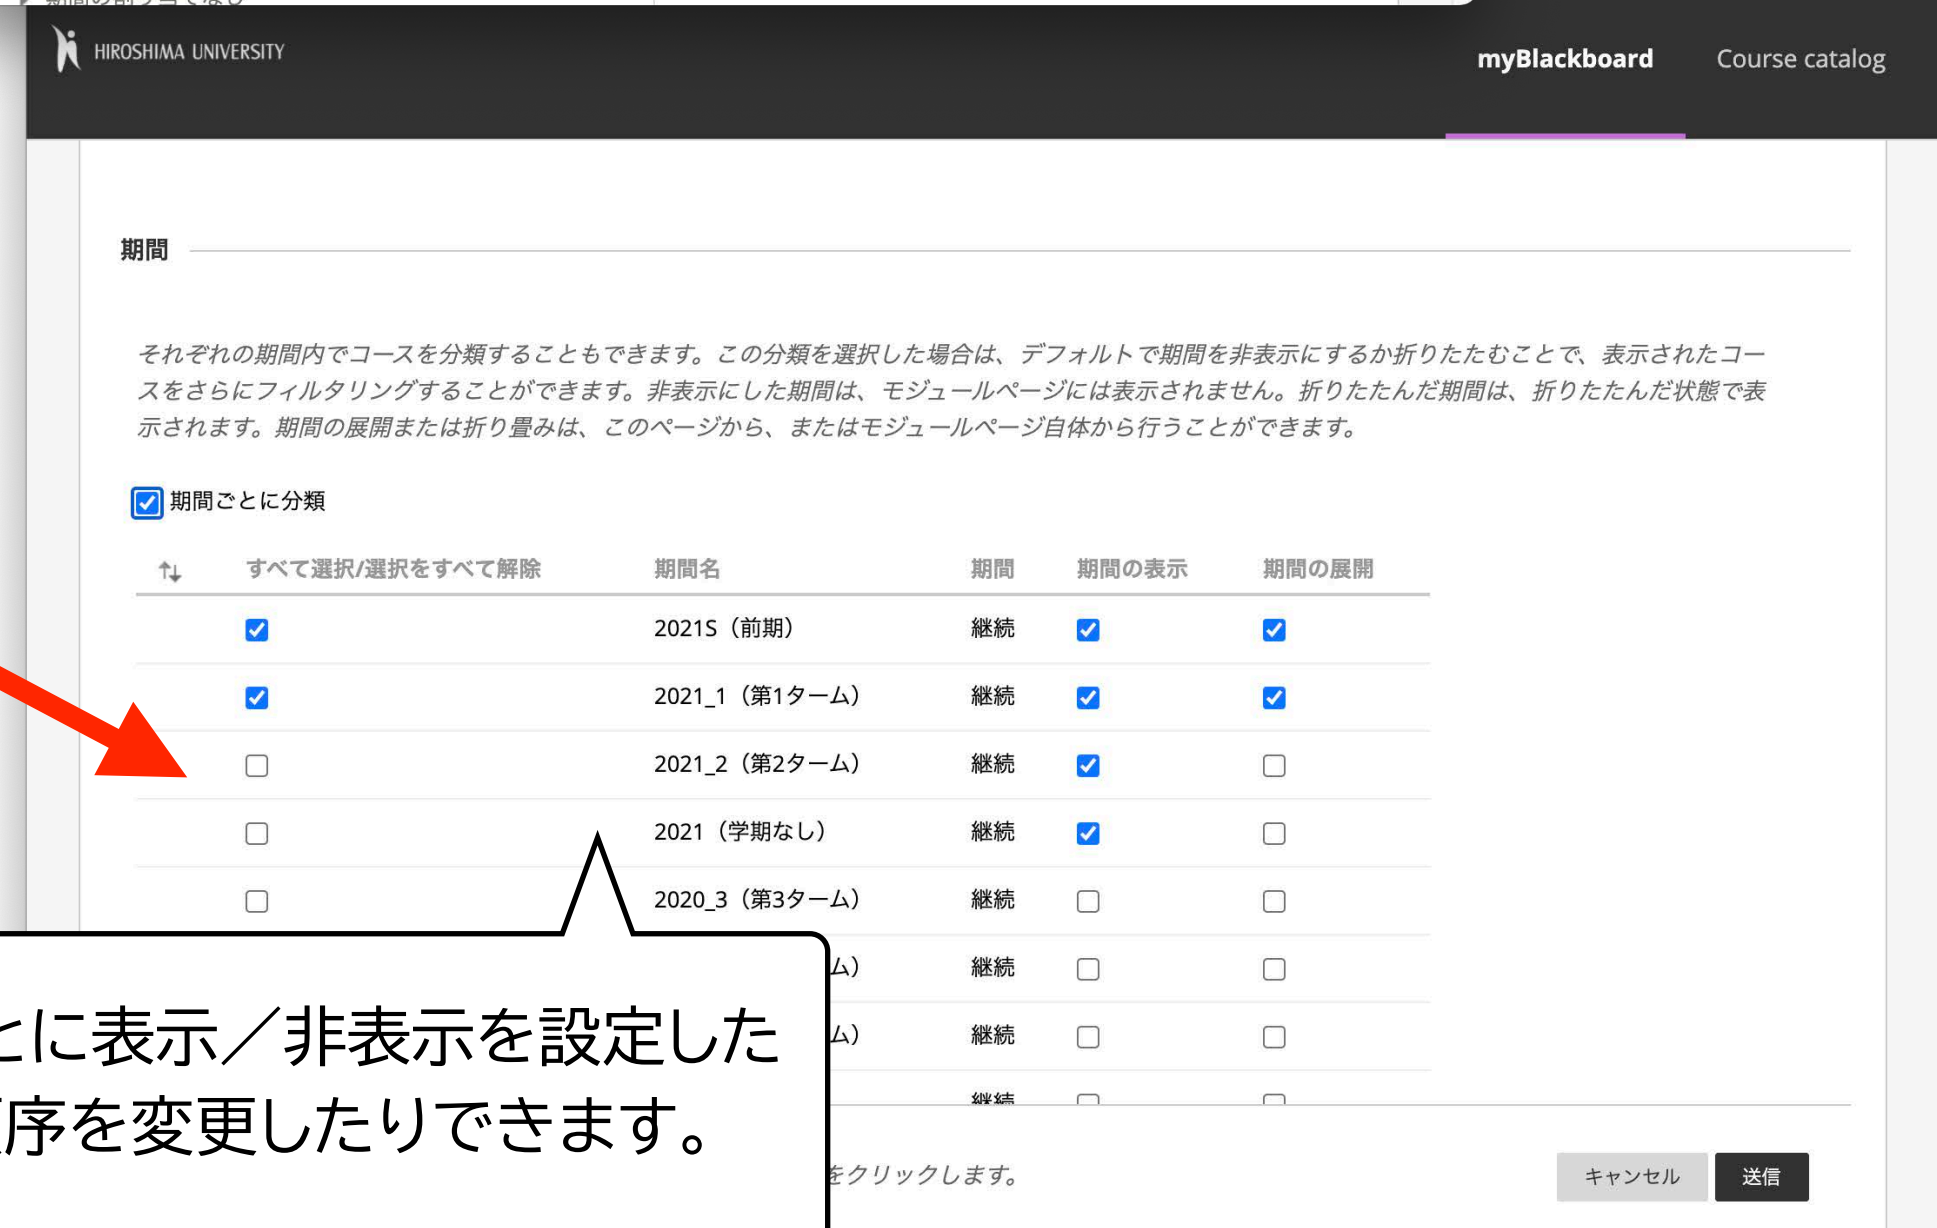 HIROSHIMA UNIVERSITY
myBlackboard
Course catalog
期間
それぞれの期間内でコースを分類することもできます。この分類を選択した場合は、デフォルトで期間を非表示にするか折りたたむことで、表示されたコー
スをさらにフィルタリングすることができます。非表示にした期間は、モジュールページには表示されません。折りたたんだ期間は、折りたたんだ状態で表
示されます。期間の展開または折り畳みは、このページから、またはモジュールページ自体から行うことができます。
期間ごとに分類
すべて選択/選択をすべて解除 期間名 期間 期間の表示 期間の展開
2021S（前期） 継続
2021_1（第1ターム） 継続
2021_2（第2ターム） 継続
2021（学期なし） 継続
2020_3（第3ターム） 継続
ム） 継続
ム） 継続
継続
とに表示／非表示を設定した
序を変更したりできます。
をクリックします。
キャンセル
送信